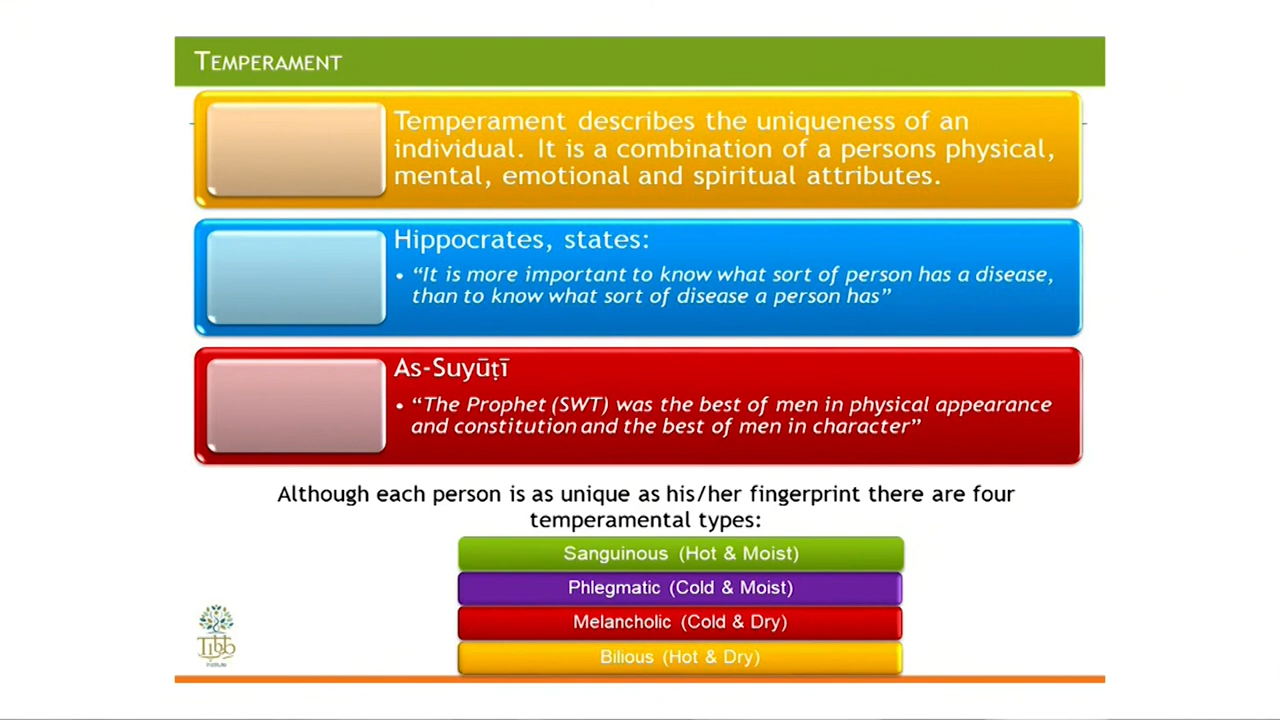 TEMPERAMENT
Temperament describes the uniqueness of an
individual. It is a combination of a persons physical,
mental, emotional and spiritual attributes.
Hippocrates, states:
• “It is more important to know what sort of person has a disease,
than to know what sort of disease a person has”
As-Suyūṭī
• “The Prophet (SWT) was the best of men in physical appearance
and constitution and the best of men in character”
Although each person is as unique as his/her fingerprint there are four
temperamental types:
Sanguinous (Hot & Moist)
Phlegmatic (Cold & Moist)
Melancholic (Cold & Dry)
Bilious (Hot & Dry)
Tibb
Institute